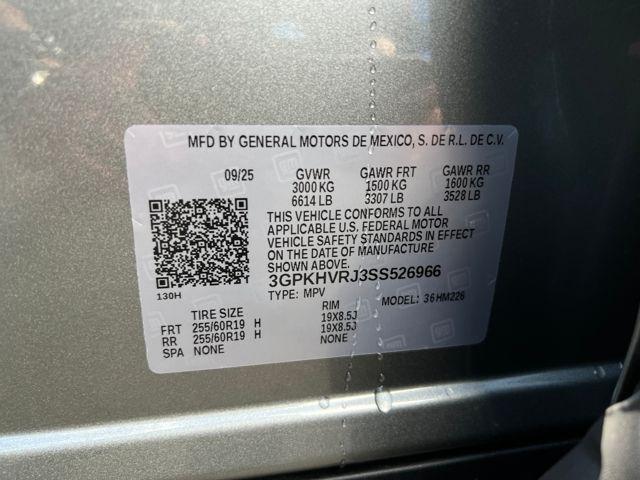 MFD BY GENERAL MOTORS DE MEXICO, S. DE R.L. DE C.V.
09/25 GVWR GAWR FRT GAWR RR
3000 KG 1500 KG 1600 KG
6614 LB 3307 LB 3528 LB
THIS VEHICLE CONFORMS TO ALL
APPLICABLE U.S. FEDERAL MOTOR
VEHICLE SAFETY STANDARDS IN EFFECT
ON THE DATE OF MANUFACTURE
SHOWN ABOVE.
3GPKHVRJ3SS526966
130H TYPE: MPV MODEL: 36HM226
TIRE SIZE RIM
FRT 255/60R19 H 19X8.5J
RR 255/60R19 H 19X8.5J
SPA NONE NONE